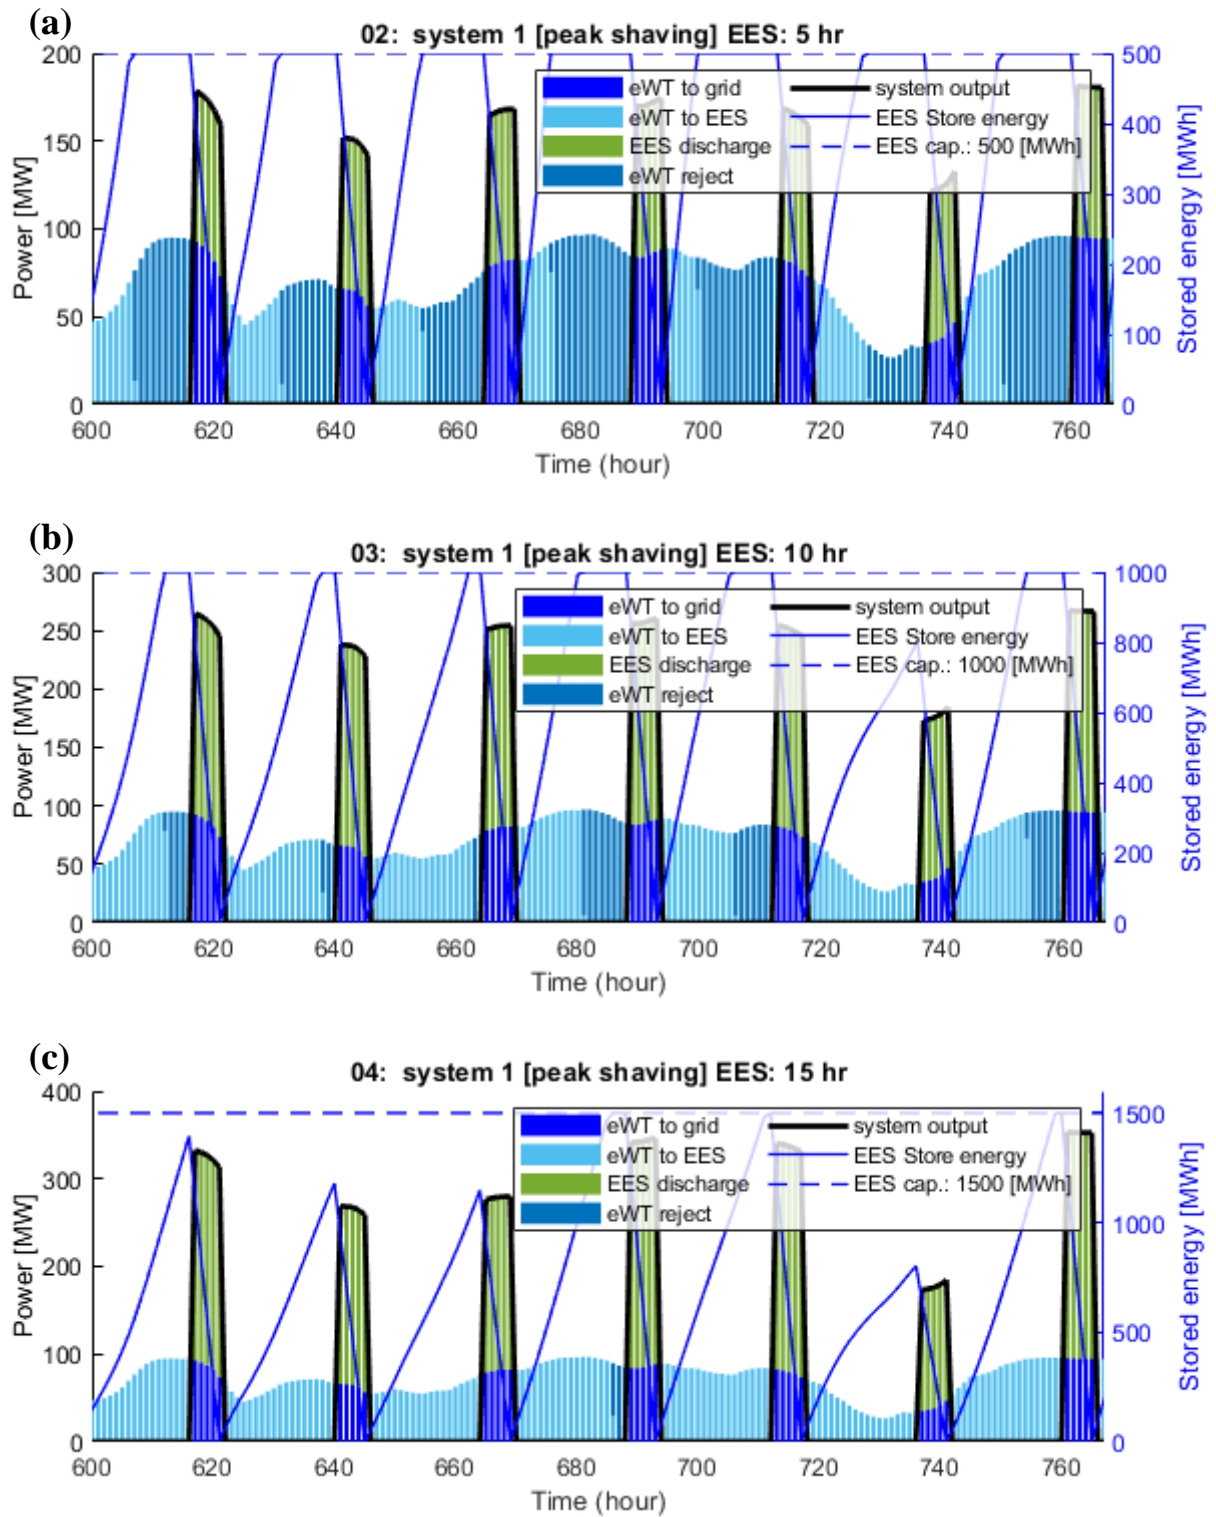 (a)
02:  system 1 [peak shaving] EES: 5 hr
200
150
100
50
0
Power [MW]
500
400
300
200
100
0
Stored energy [MWh]
eWT to grid
eWT to EES
EES discharge
eWT reject
system output
EES Store energy
EES cap.: 500 [MWh]
600 620 640 660 680 700 720 740 760
Time (hour)
(b)
03:  system 1 [peak shaving] EES: 10 hr
300
250
200
150
100
50
0
Power [MW]
1000
800
600
400
200
0
Stored energy [MWh]
eWT to grid
eWT to EES
EES discharge
eWT reject
system output
EES Store energy
EES cap.: 1000 [MWh]
600 620 640 660 680 700 720 740 760
Time (hour)
(c)
04:  system 1 [peak shaving] EES: 15 hr
400
300
200
100
0
Power [MW]
1500
1000
500
0
Stored energy [MWh]
eWT to grid
eWT to EES
EES discharge
eWT reject
system output
EES Store energy
EES cap.: 1500 [MWh]
600 620 640 660 680 700 720 740 760
Time (hour)